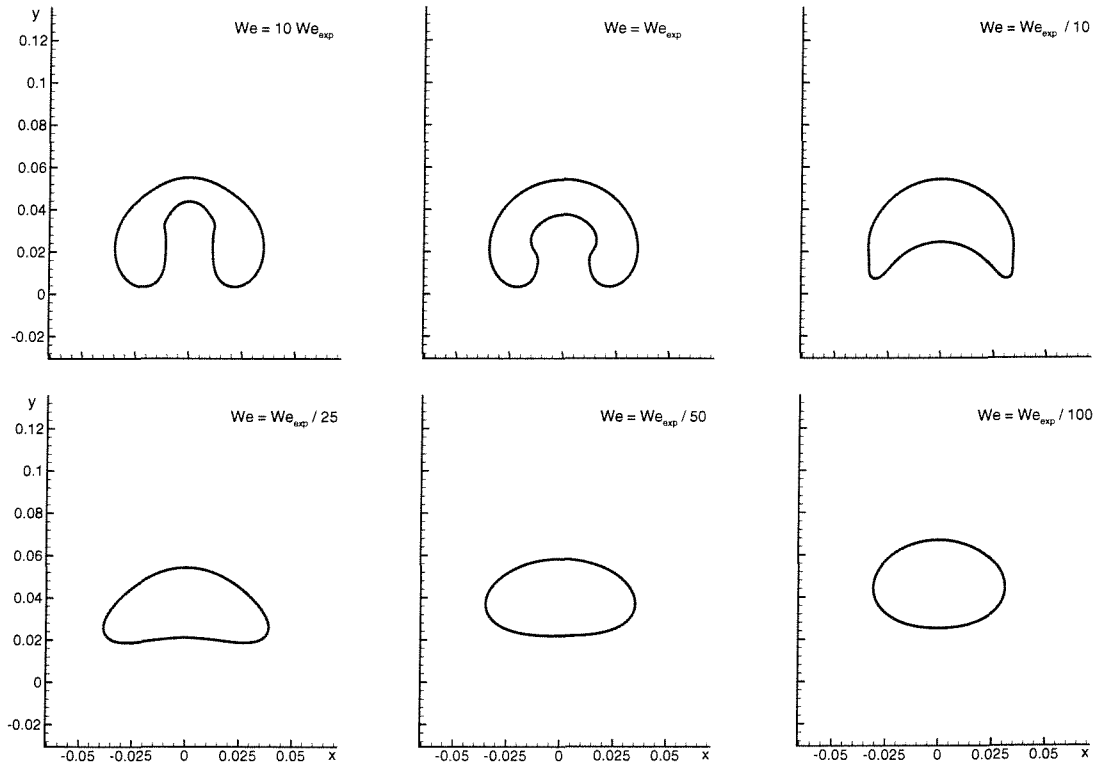 y
We = 10 We_exp
We = We_exp
We = We_exp / 10
0.12
0.1
0.08
0.06
0.04
0.02
0
-0.02
y
We = We_exp / 25
We = We_exp / 50
We = We_exp / 100
0.12
0.1
0.08
0.06
0.04
0.02
0
-0.02
-0.05 -0.025 0 0.025 0.05 x
-0.05 -0.025 0 0.025 0.05 x
-0.05 -0.025 0 0.025 0.05 x